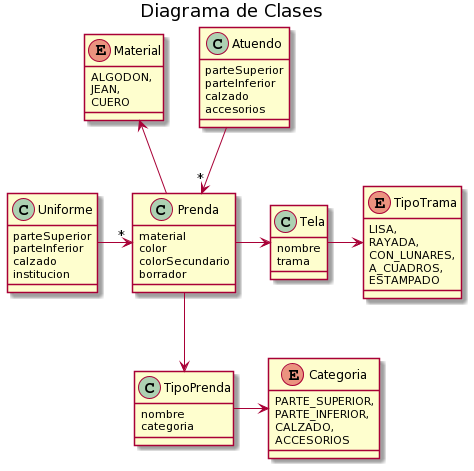 Diagrama de Clases
E Material
ALGODON,
JEAN,
CUERO
C Atuendo
parteSuperior
parteInferior
calzado
accesorios
*
C Uniforme
parteSuperior
parteInferior
calzado
institucion
*
C Prenda
material
color
colorSecundario
borrador
C Tela
nombre
trama
E TipoTrama
LISA,
RAYADA,
CON_LUNARES,
A_CUADROS,
ESTAMPADO
C TipoPrenda
nombre
categoria
E Categoria
PARTE_SUPERIOR,
PARTE_INFERIOR,
CALZADO,
ACCESORIOS